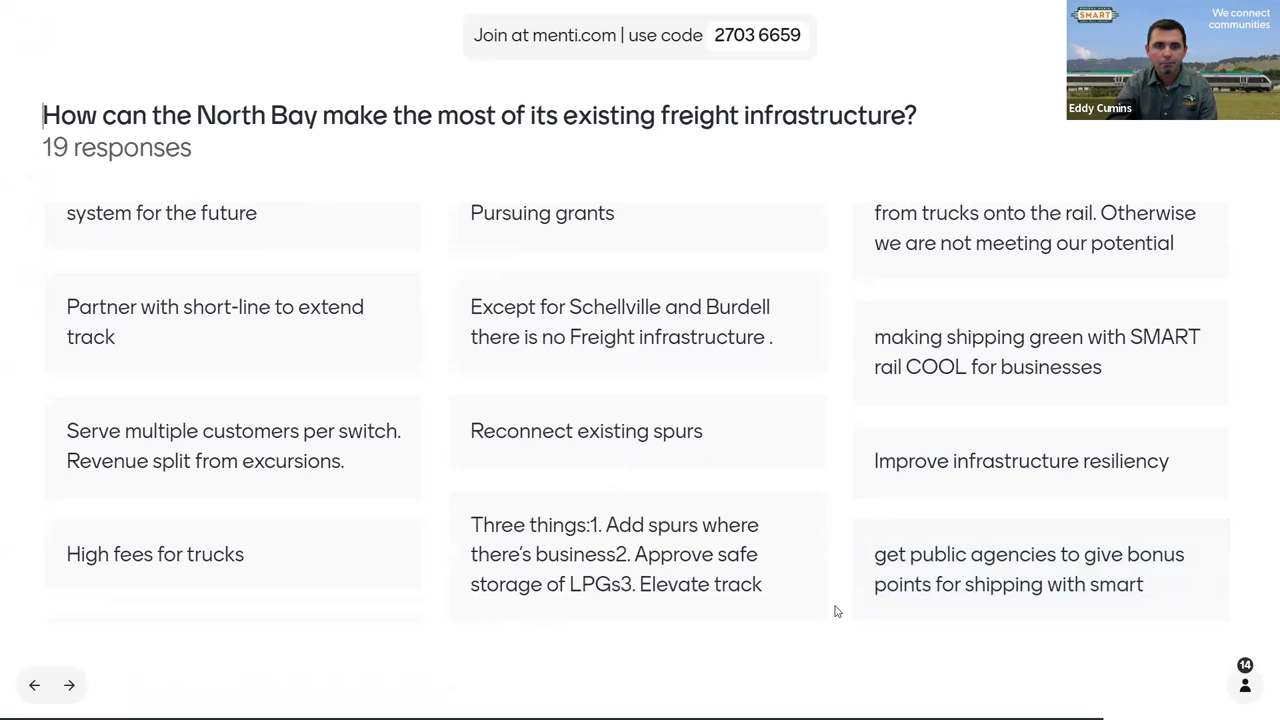 Join at menti.com | use code 2703 6659
SMART
We connect
communities
Eddy Cumins
How can the North Bay make the most of its existing freight infrastructure?
19 responses
system for the future
Partner with short-line to extend
track
Serve multiple customers per switch.
Revenue split from excursions.
High fees for trucks
Pursuing grants
Except for Schellville and Burdell
there is no Freight infrastructure .
Reconnect existing spurs
Three things:1. Add spurs where
there's business2. Approve safe
storage of LPGs3. Elevate track
from trucks onto the rail. Otherwise
we are not meeting our potential
making shipping green with SMART
rail COOL for businesses
Improve infrastructure resiliency
get public agencies to give bonus
points for shipping with smart
14